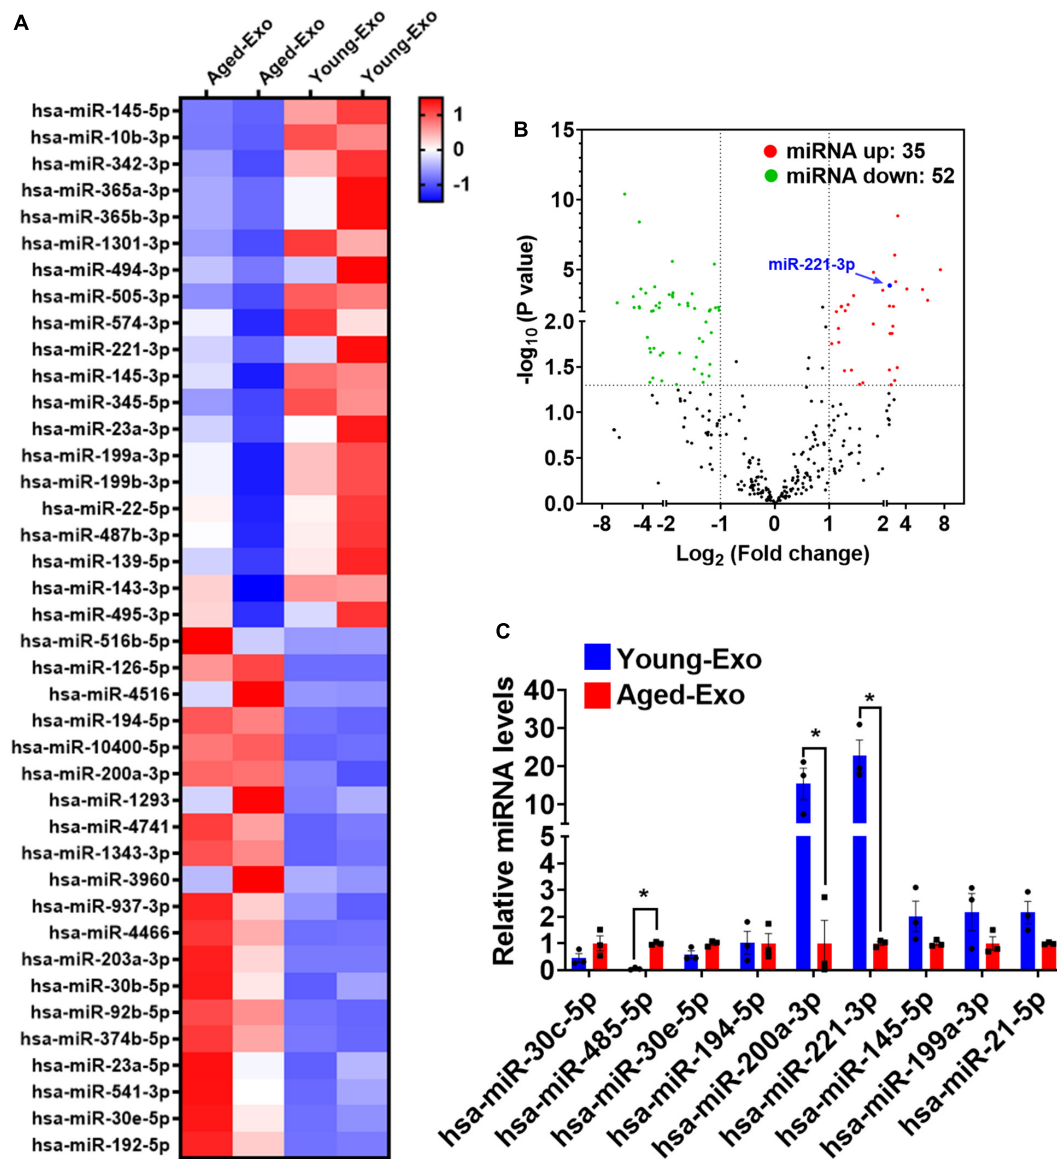 A
Aged-Exo
Aged-Exo
Young-Exo
Young-Exo
hsa-miR-145-5p
hsa-miR-10b-3p
hsa-miR-342-3p
hsa-miR-365a-3p
hsa-miR-365b-3p
hsa-miR-1301-3p
hsa-miR-494-3p
hsa-miR-505-3p
hsa-miR-574-3p
hsa-miR-221-3p
hsa-miR-145-3p
hsa-miR-345-5p
hsa-miR-23a-3p
hsa-miR-199a-3p
hsa-miR-199b-3p
hsa-miR-22-5p
hsa-miR-487b-3p
hsa-miR-139-5p
hsa-miR-143-3p
hsa-miR-495-3p
hsa-miR-516b-5p
hsa-miR-126-5p
hsa-miR-4516
hsa-miR-194-5p
hsa-miR-10400-5p
hsa-miR-200a-3p
hsa-miR-1293
hsa-miR-4741
hsa-miR-1343-3p
hsa-miR-3960
hsa-miR-937-3p
hsa-miR-4466
hsa-miR-203a-3p
hsa-miR-30b-5p
hsa-miR-92b-5p
hsa-miR-374b-5p
hsa-miR-23a-5p
hsa-miR-541-3p
hsa-miR-30e-5p
hsa-miR-192-5p
1
0
-1
B
15
10
5
2.0
1.5
1.0
0.5
0.0
-log10 (P value)
miRNA up: 35
miRNA down: 52
miR-221-3p
-8 -4 -2 -1 0 1 2 4 8
Log2 (Fold change)
C
Young-Exo
Aged-Exo
Relative miRNA levels
40
30
20
10
5
4
3
2
1
0
*
*
*
hsa-miR-30c-5p
hsa-miR-485-5p
hsa-miR-30e-5p
hsa-miR-194-5p
hsa-miR-200a-3p
hsa-miR-221-3p
hsa-miR-145-5p
hsa-miR-199a-3p
hsa-miR-21-5p